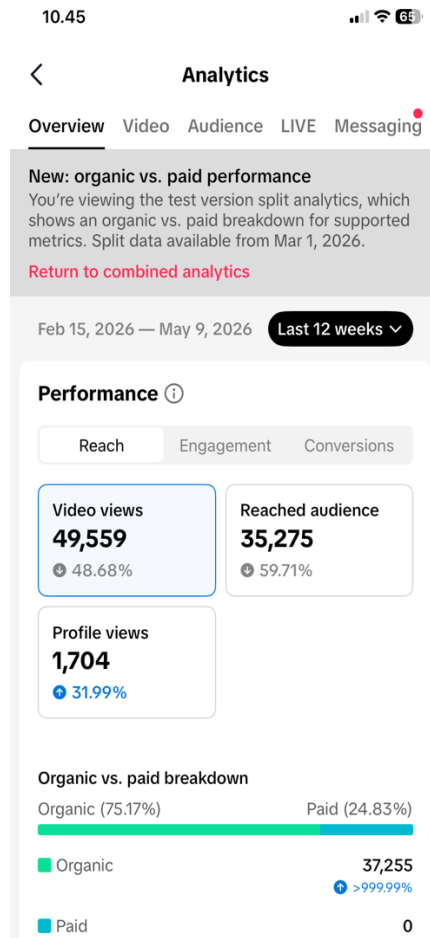 10.45
65
Analytics
Overview Video Audience LIVE Messaging
New: organic vs. paid performance
You're viewing the test version split analytics, which
shows an organic vs. paid breakdown for supported
metrics. Split data available from Mar 1, 2026.
Return to combined analytics
Feb 15, 2026 — May 9, 2026 Last 12 weeks
Performance
Reach Engagement Conversions
Video views Reached audience
49,559 35,275
48.68% 59.71%
Profile views
1,704
31.99%
Organic vs. paid breakdown
Organic (75.17%) Paid (24.83%)
Organic 37,255
>999.99%
Paid 0